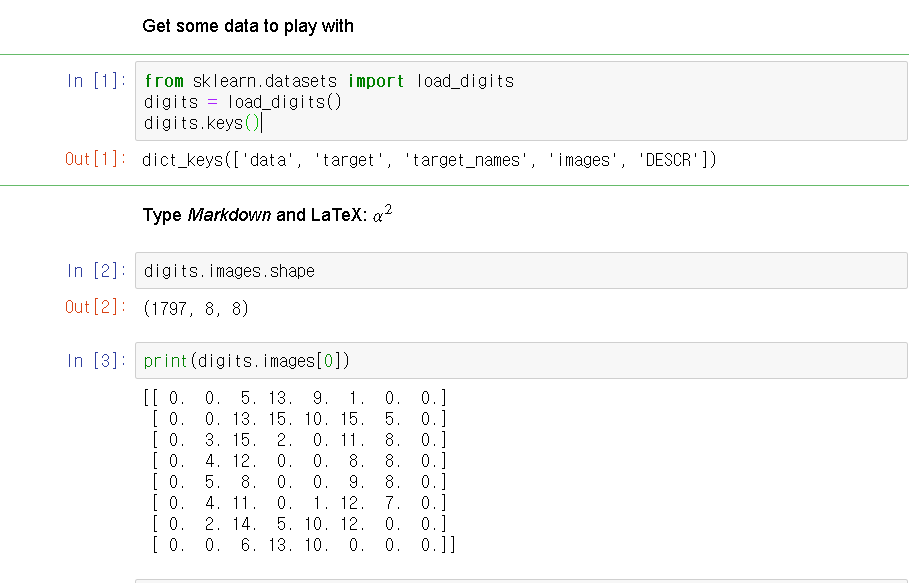 Get some data to play with
In [1]: from sklearn.datasets import load_digits
digits = load_digits()
digits.keys()
Out[1]: dict_keys(['data', 'target', 'target_names', 'images', 'DESCR'])
Type Markdown and LaTeX: α²
In [2]: digits.images.shape
Out[2]: (1797, 8, 8)
In [3]: print(digits.images[0])
[[ 0.  0.  5. 13.  9.  1.  0.  0.]
[ 0.  0. 13. 15. 10. 15.  5.  0.]
[ 0.  3. 15.  2.  0. 11.  8.  0.]
[ 0.  4. 12.  0.  0.  8.  8.  0.]
[ 0.  5.  8.  0.  0.  9.  8.  0.]
[ 0.  4. 11.  0.  1. 12.  7.  0.]
[ 0.  2. 14.  5. 10. 12.  0.  0.]
[ 0.  0.  6. 13. 10.  0.  0.  0.]]